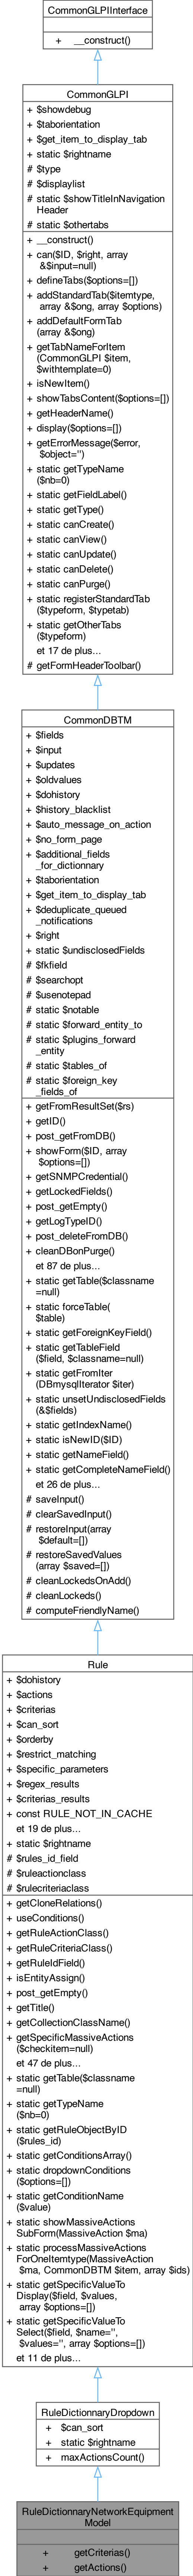 CommonGLPIInterface
+ __construct()
CommonGLPI
+ $showdebug
+ $taborientation
+ $get_item_to_display_tab
+ static $rightname
# $type
# $displaylist
# static $showTitleInNavigation
Header
# static $othertabs
+ __construct()
+ can($ID, $right, array
&$input=null)
+ defineTabs($options=[])
+ addStandardTab($itemtype,
array &$ong, array $options)
+ addDefaultFormTab
(array &$ong)
+ getTabNameForItem
(CommonGLPI $item,
$withtemplate=0)
+ isNewItem()
+ showTabsContent($options=[])
+ getHeaderName()
+ display($options=[])
+ getErrorMessage($error,
$object='')
+ static getTypeName
($nb=0)
+ static getFieldLabel()
+ static getType()
+ static canCreate()
+ static canView()
+ static canUpdate()
+ static canDelete()
+ static canPurge()
+ static registerStandardTab
($typeform, $typetab)
+ static getOtherTabs
($typeform)
et 17 de plus...
# getFormHeaderToolbar()
CommonDBTM
+ $fields
+ $input
+ $updates
+ $oldvalues
+ $dohistory
+ $history_blacklist
+ $auto_message_on_action
+ $no_form_page
+ $additional_fields
_for_dictionnary
+ $taborientation
+ $get_item_to_display_tab
+ $deduplicate_queued
_notifications
+ $right
+ static $undisclosedFields
# $fkfield
# $searchopt
# $usenotepad
# static $notable
# static $forward_entity_to
# static $plugins_forward
_entity
# static $tables_of
# static $foreign_key
_fields_of
+ getFromResultSet($rs)
+ getID()
+ post_getFromDB()
+ showForm($ID, array
$options=[])
+ getSNMPCredential()
+ getLockedFields()
+ post_getEmpty()
+ getLogTypeID()
+ post_deleteFromDB()
+ cleanDBonPurge()
et 87 de plus...
+ static getTable($classname
=null)
+ static forceTable(
$table)
+ static getForeignKeyField()
+ static getTableField
($field, $classname=null)
+ static getFromIter
(DBmysqlIterator $iter)
+ static unsetUndisclosedFields
(&$fields)
+ static getIndexName()
+ static isNewID($ID)
+ static getNameField()
+ static getCompleteNameField()
et 26 de plus...
# saveInput()
# clearSavedInput()
# restoreInput(array
$default=[])
# restoreSavedValues
(array $saved=[])
# cleanLockedsOnAdd()
# cleanLockeds()
# computeFriendlyName()
Rule
+ $dohistory
+ $actions
+ $criterias
+ $can_sort
+ $orderby
+ $restrict_matching
+ $specific_parameters
+ $regex_results
+ $criterias_results
+ const RULE_NOT_IN_CACHE
et 19 de plus...
+ static $rightname
# $rules_id_field
# $ruleactionclass
# $rulecriteriaclass
+ getCloneRelations()
+ useConditions()
+ getRuleActionClass()
+ getRuleCriteriaClass()
+ getRuleIdField()
+ isEntityAssign()
+ post_getEmpty()
+ getTitle()
+ getCollectionClassName()
+ getSpecificMassiveActions
($checkitem=null)
et 47 de plus...
+ static getTable($classname
=null)
+ static getTypeName
($nb=0)
+ static getRuleObjectByID
($rules_id)
+ static getConditionsArray()
+ static dropdownConditions
($options=[])
+ static getConditionName
($value)
+ static showMassiveActions
SubForm(MassiveAction $ma)
+ static processMassiveActions
ForOneItemtype(MassiveAction
$ma, CommonDBTM $item, array $ids)
+ static getSpecificValueTo
Display($field, $values,
array $options=[])
+ static getSpecificValueTo
Select($field, $name='',
$values='', array $options=[])
et 11 de plus...
RuleDictionnaryDropdown
+ $can_sort
+ static $rightname
+ maxActionsCount()
RuleDictionnaryNetworkEquipment
Model
+ getCriterias()
+ getActions()